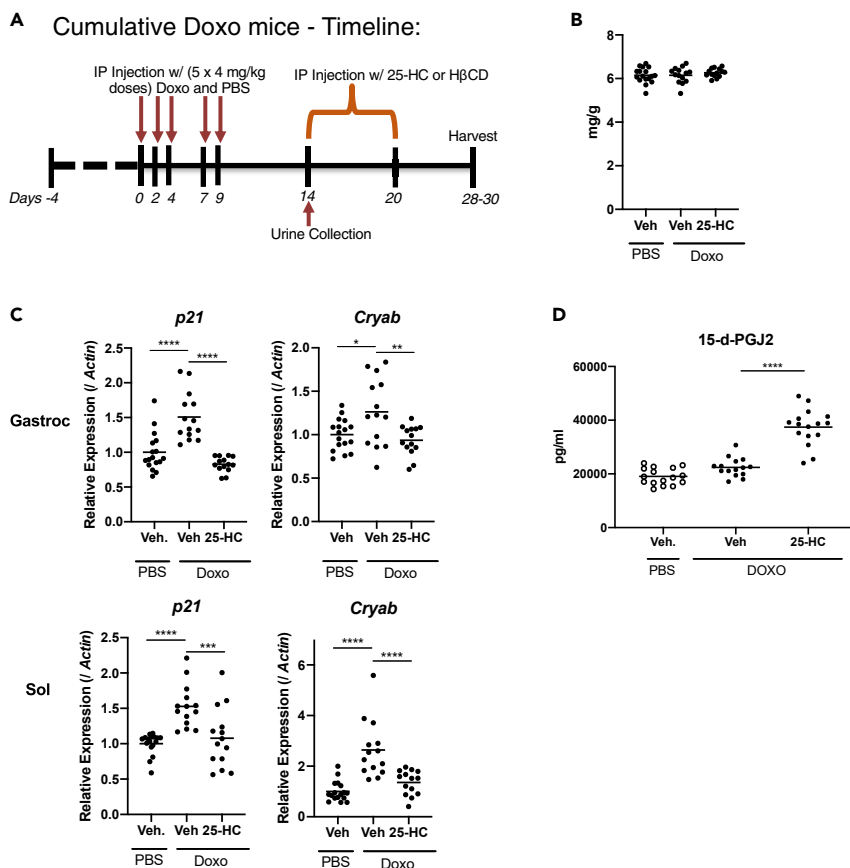 A
Cumulative Doxo mice - Timeline:
IP Injection w/ (5 x 4 mg/kg
doses) Doxo and PBS
IP Injection w/ 25-HC or HβCD
Harvest
Days -4
0
2
4
7
9
14
20
28-30
Urine Collection
B
mg/g
8
6
4
2
0
Veh
Veh
25-HC
PBS
Doxo
C
Gastroc
p21
Relative Expression (/ Actin)
2.5
2.0
1.5
1.0
0.5
0.0
****
****
Veh.
Veh
25-HC
PBS
Doxo
Cryab
Relative Expression (/ Actin)
2.0
1.5
1.0
0.5
0.0
*
**
Veh.
Veh
25-HC
PBS
Doxo
D
15-d-PGJ2
pg/ml
60000
40000
20000
0
****
Veh.
Veh
25-HC
PBS
DOXO
Sol
p21
Relative Expression (/ Actin)
2.5
2.0
1.5
1.0
0.5
0.0
****
***
Veh.
Veh
25-HC
PBS
Doxo
Cryab
Relative Expression (/ Actin)
6
4
2
0
****
****
Veh
Veh
25-HC
PBS
Doxo